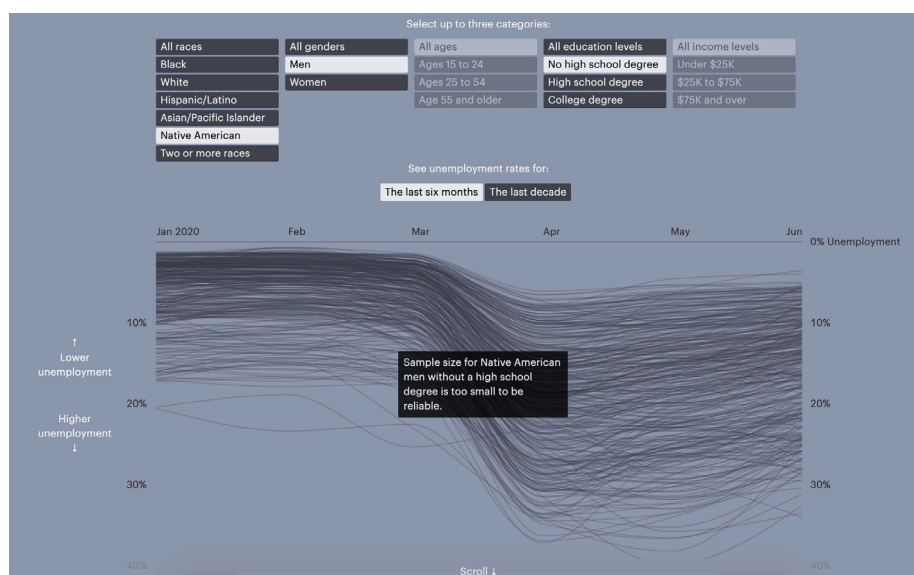 Select up to three categories:
All races
Black
White
Hispanic/Latino
Asian/Pacific Islander
Native American
Two or more races
All genders
Men
Women
All ages
Ages 15 to 24
Ages 25 to 54
Age 55 and older
All education levels
No high school degree
High school degree
College degree
All income levels
Under $25K
$25K to $75K
$75K and over
See unemployment rates for:
The last six months
The last decade
Jan 2020
Feb
Mar
Apr
May
Jun
0% Unemployment
10%
10%
↑
Lower
unemployment
Sample size for Native American
men without a high school
degree is too small to be
reliable.
20%
20%
Higher
unemployment
↓
30%
30%
40%
40%
Scroll ↓